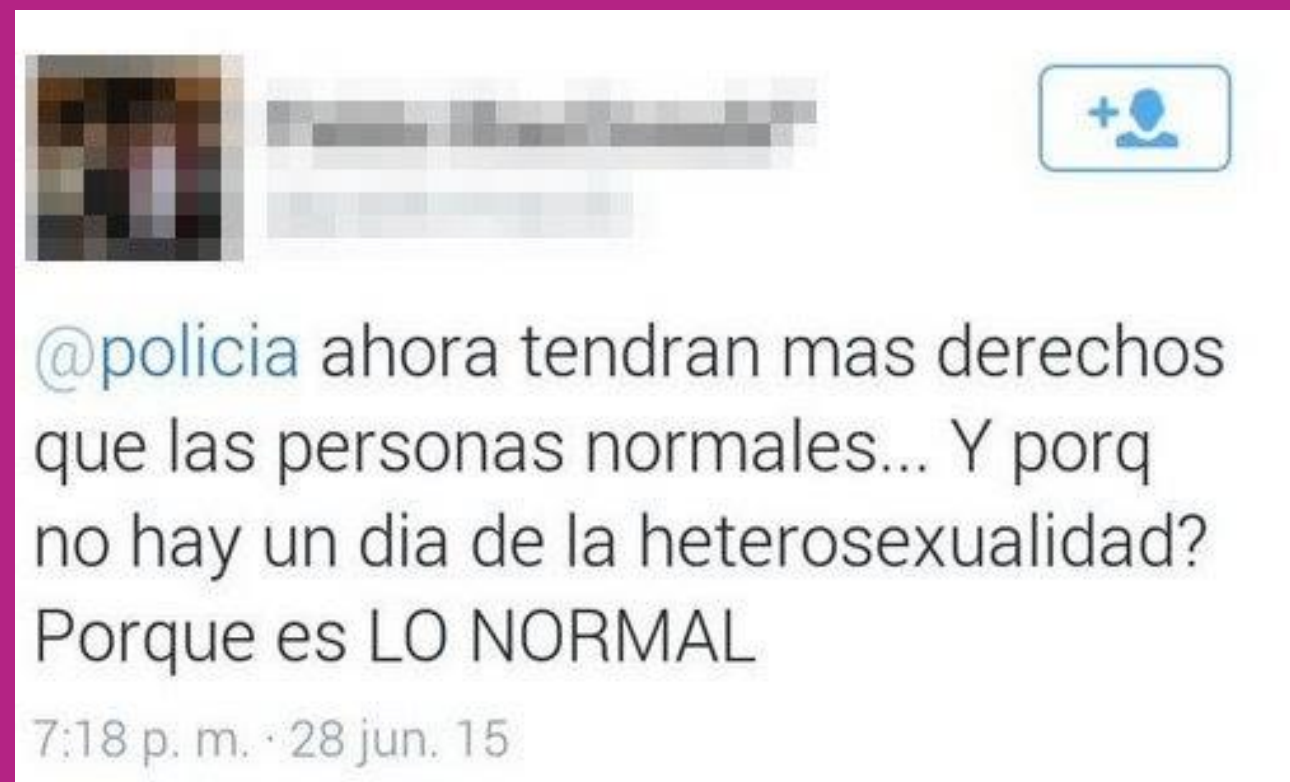 @policia ahora tendran mas derechos
que las personas normales... Y porq
no hay un dia de la heterosexualidad?
Porque es LO NORMAL
7:18 p. m. · 28 jun. 15